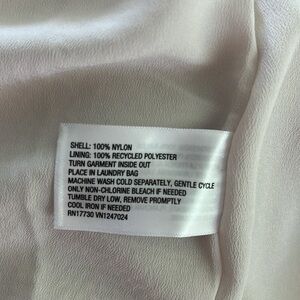 SHELL: 100% NYLON
LINING: 100% RECYCLED POLYESTER
TURN GARMENT INSIDE OUT
PLACE IN LAUNDRY BAG
MACHINE WASH COLD SEPARATELY, GENTLE CYCLE
ONLY NON-CHLORINE BLEACH IF NEEDED
TUMBLE DRY LOW, REMOVE PROMPTLY
COOL IRON IF NEEDED
RN17730 VN1247024